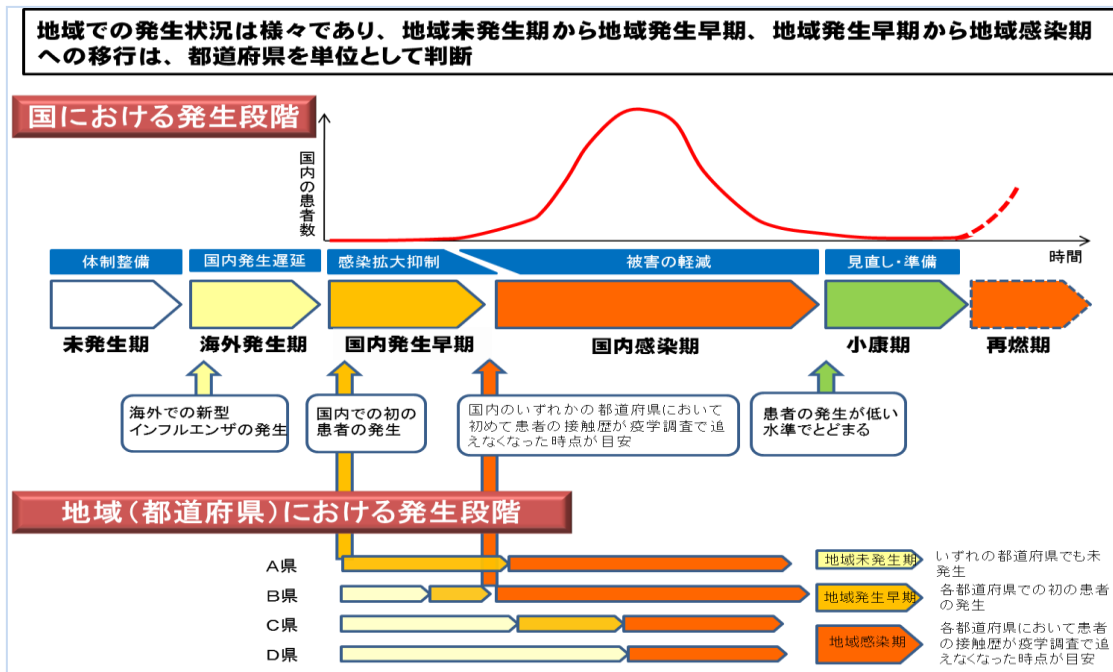 地域での発生状況は様々であり、地域未発生期から地域発生早期、地域発生早期から地域感染期
への移行は、都道府県を単位として判断
国における発生段階
国内の患者数
時間
体制整備
国内発生遅延
感染拡大抑制
被害の軽減
見直し・準備
未発生期
海外発生期
国内発生早期
国内感染期
小康期
再燃期
海外での新型
インフルエンザの発生
国内での初の
患者の発生
国内のいずれかの都道府県において
初めて患者の接触歴が疫学調査で追
えなくなった時点が目安
患者の発生が低い
水準でとどまる
地域(都道府県)における発生段階
A県
B県
C県
D県
地域未発生期
いずれの都道府県でも未
発生
地域発生早期
各都道府県での初の患者
の発生
地域感染期
各都道府県において患者
の接触歴が疫学調査で追
えなくなった時点が目安